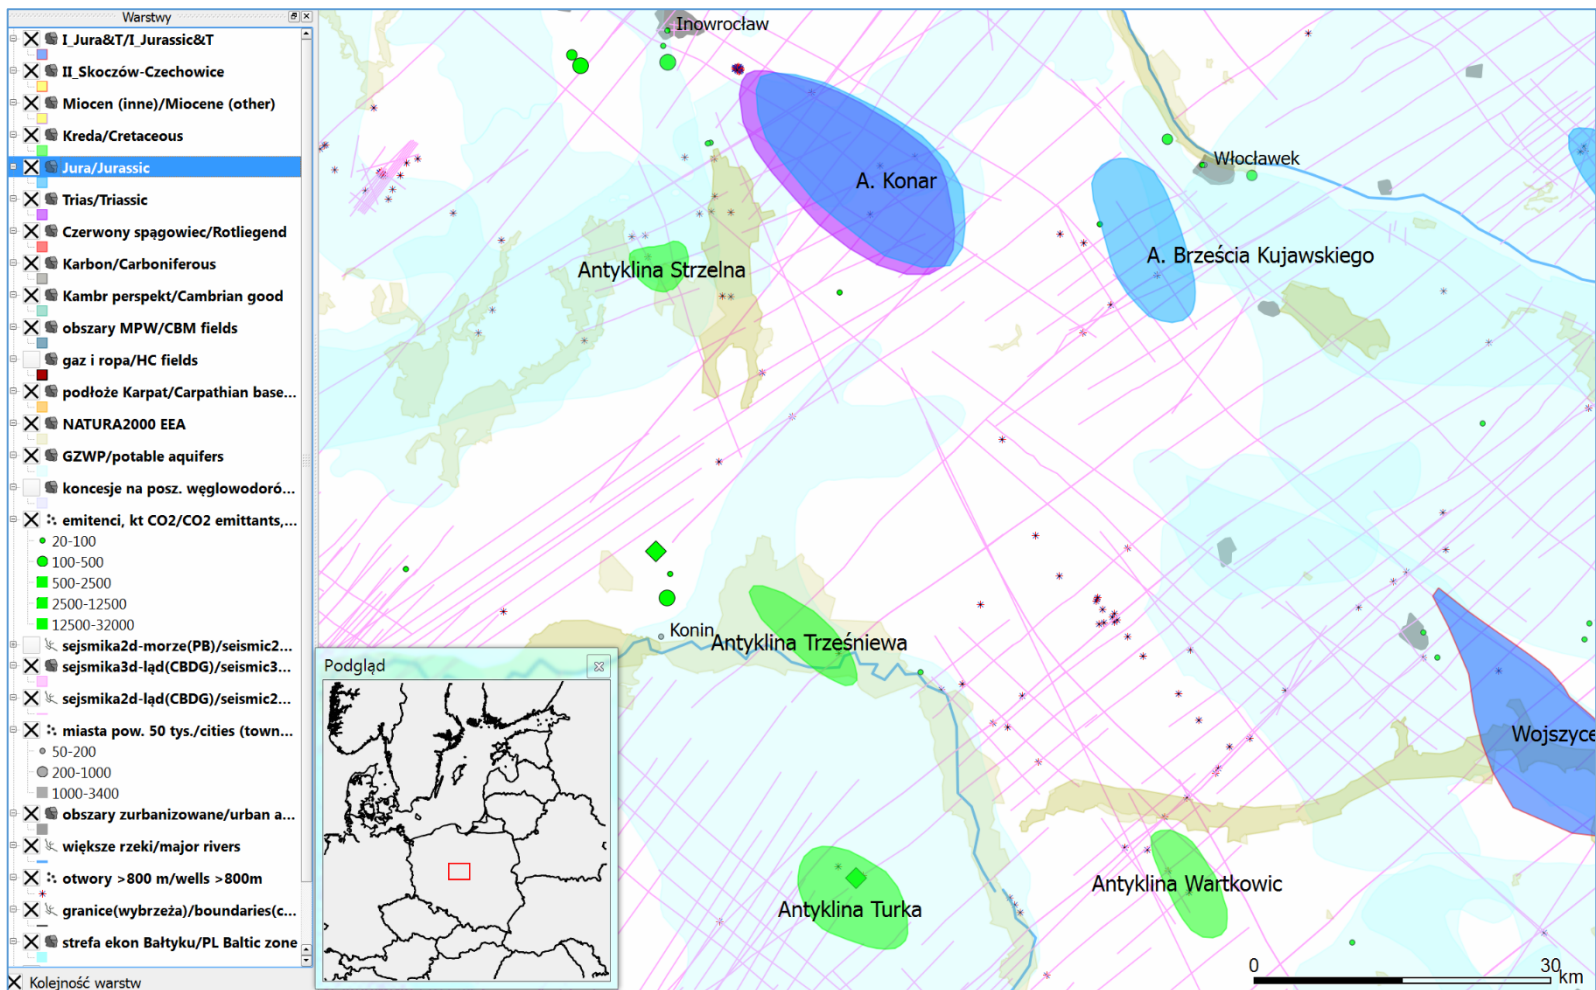 Warstwy
I_Jura&T/I_Jurassic&T
II_Skoczów-Czechowice
Miocen (inne)/Miocene (other)
Kreda/Cretaceous
Jura/Jurassic
Trias/Triassic
Czerwony spągowiec/Rotliegend
Karbon/Carboniferous
Kambr perspekt/Cambrian good
obszary MPW/CBM fields
gaz i ropa/HC fields
podłoże Karpat/Carpathian base...
NATURA2000 EEA
GZWP/potable aquifers
koncesje na posz. węglowodoró...
emitenci, kt CO2/CO2 emittants,...
20-100
100-500
500-2500
2500-12500
12500-32000
sejsmika2d-morze(PB)/seismic2...
sejsmika3d-ląd(CBDG)/seismic3...
sejsmika2d-ląd(CBDG)/seismic2...
miasta pow. 50 tys./cities (town...
50-200
200-1000
1000-3400
obszary zurbanizowane/urban a...
większe rzeki/major rivers
otwory >800 m/wells >800m
granice(wybrzeża)/boundaries(c...
strefa ekon Bałtyku/PL Baltic zone
Kolejność warstw
Inowrocław
Włocławek
A. Konar
A. Brześcia Kujawskiego
Antyklina Strzelna
Konin
Antyklina Trześniewa
Podgląd
Wojszyce
Antyklina Wartkowic
Antyklina Turka
0 30
km